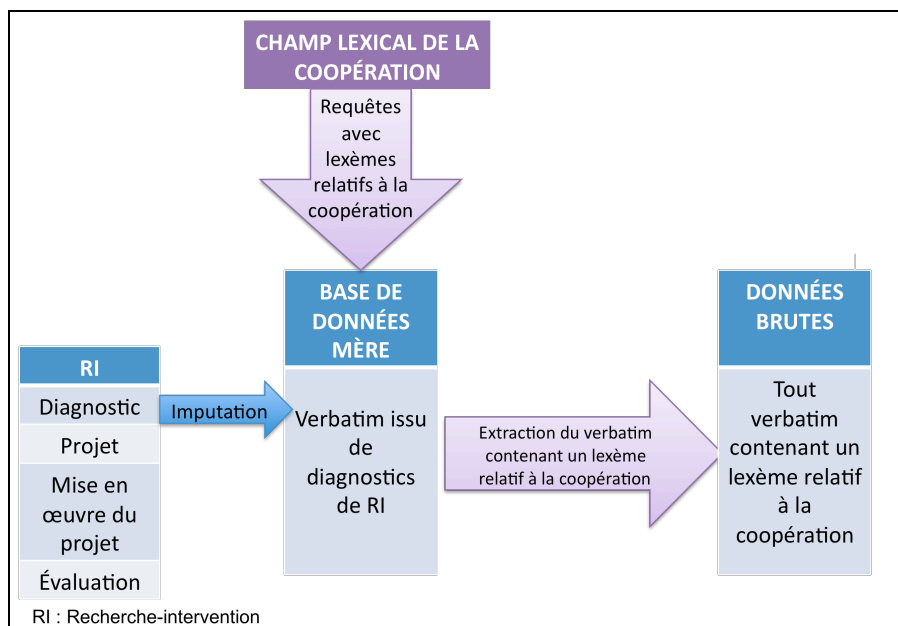 CHAMP LEXICAL DE LA
COOPÉRATION
Requêtes
avec
lexèmes
relatifs à la
coopération
RI
Diagnostic
Projet
Mise en
œuvre du
projet
Évaluation
Imputation
BASE DE
DONNÉES
MÈRE
Verbatim issu
de
diagnostics
de RI
Extraction du verbatim
contenant un lexème
relatif à la coopération
DONNÉES
BRUTES
Tout
verbatim
contenant un
lexème relatif
à la
coopération
RI : Recherche-intervention